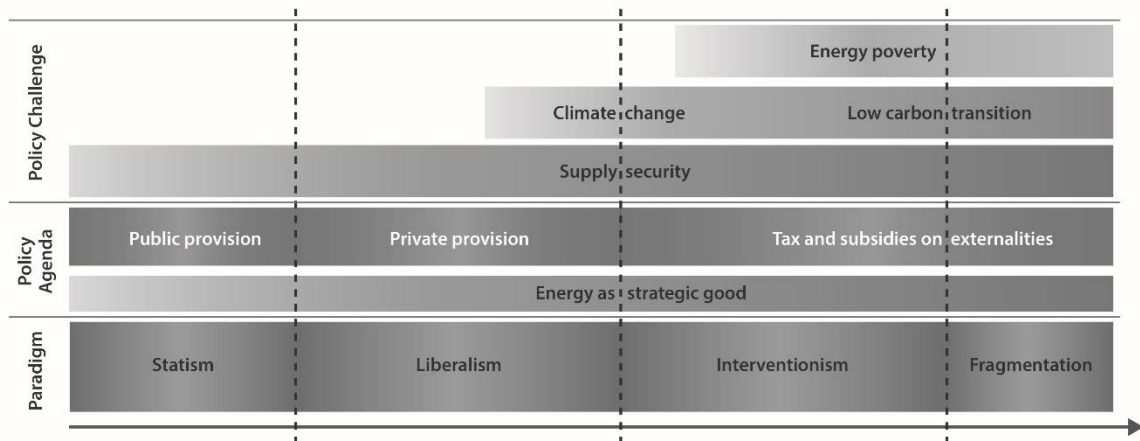 Policy Challenge
Energy poverty
Climate change
Low carbon transition
Supply security
Policy
Agenda
Public provision
Private provision
Tax and subsidies on externalities
Energy as strategic good
Paradigm
Statism
Liberalism
Interventionism
Fragmentation